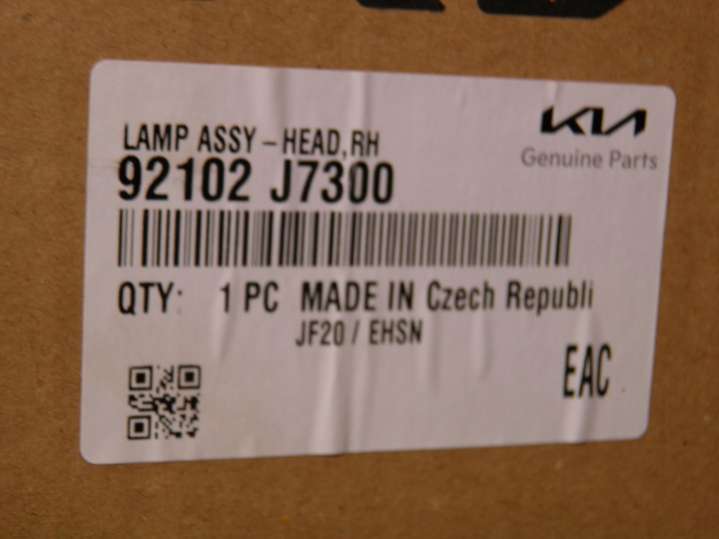 KIA
Genuine Parts
LAMP ASSY – HEAD, RH
92102 J7300
QTY: 1 PC MADE IN Czech Republi
JF20 / EHSN
EAC